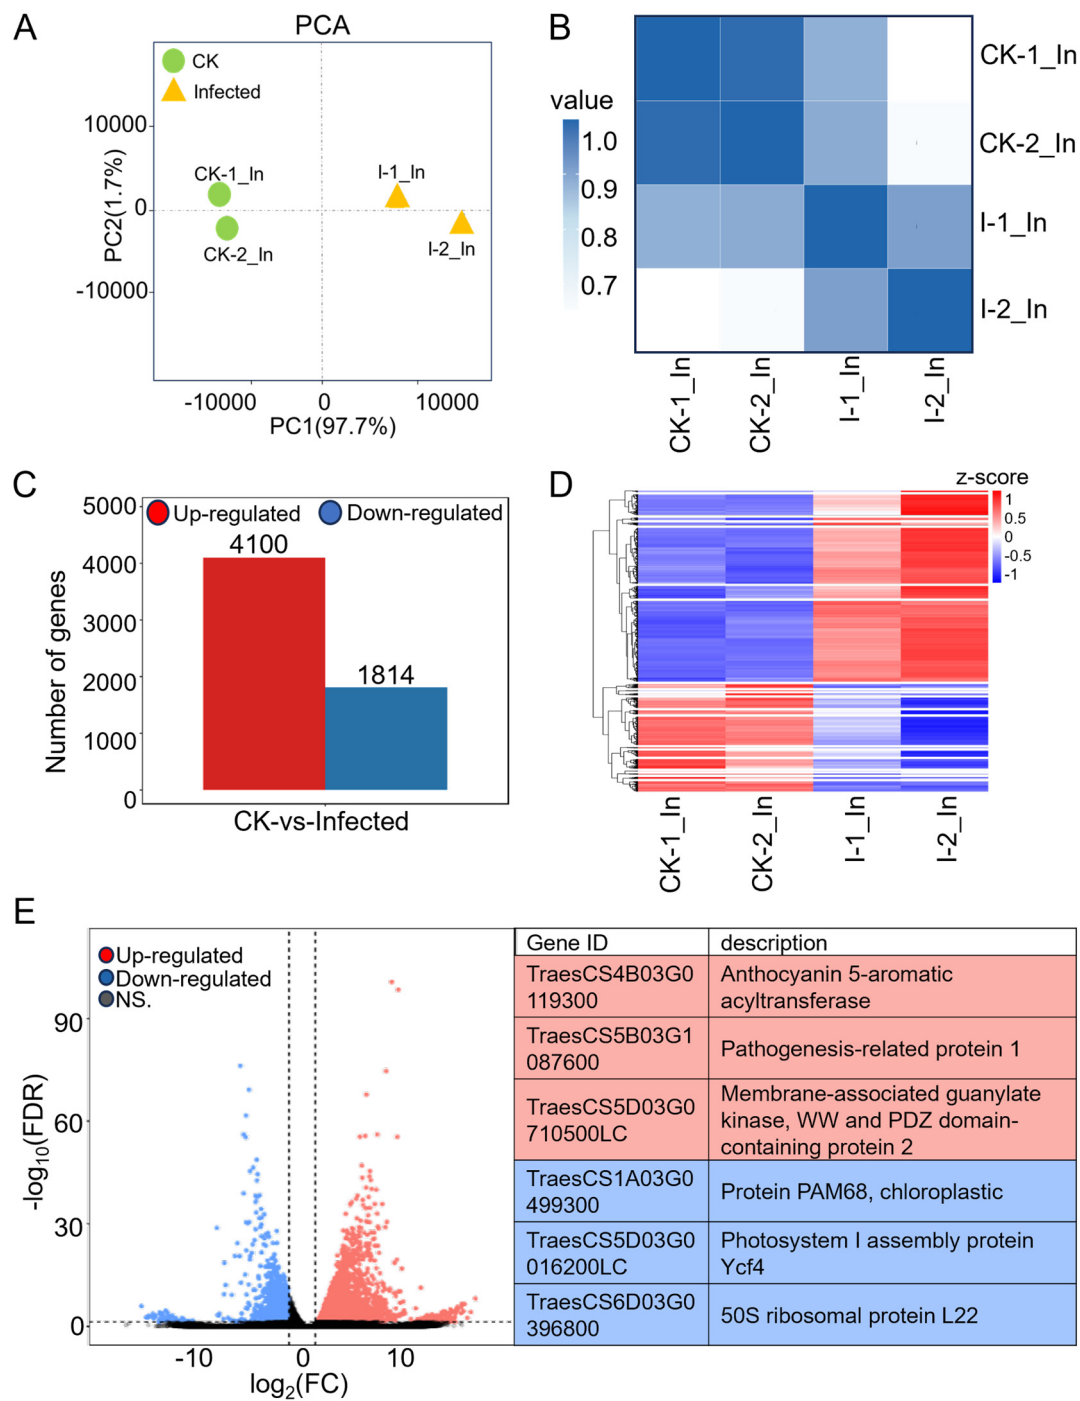 A
PCA
CK
Infected
10000
0
-10000
PC2(1.7%)
CK-1_In
CK-2_In
I-1_In
I-2_In
-10000
0
10000
PC1(97.7%)
B
value
1.0
0.9
0.8
0.7
CK-1_In
CK-2_In
I-1_In
I-2_In
CK-1_In
CK-2_In
I-1_In
I-2_In
C
Up-regulated
Down-regulated
5000
4000
3000
2000
1000
0
Number of genes
4100
1814
CK-vs-Infected
D
z-score
1
0.5
0
-0.5
-1
CK-1_In
CK-2_In
I-1_In
I-2_In
E
Up-regulated
Down-regulated
NS.
90
60
30
0
-log10(FDR)
-10
0
10
log2(FC)
Gene ID
description
TraesCS4B03G0
119300
Anthocyanin 5-aromatic
acyltransferase
TraesCS5B03G1
087600
Pathogenesis-related protein 1
TraesCS5D03G0
710500LC
Membrane-associated guanylate
kinase, WW and PDZ domain-
containing protein 2
TraesCS1A03G0
499300
Protein PAM68, chloroplastic
TraesCS5D03G0
016200LC
Photosystem I assembly protein
Ycf4
TraesCS6D03G0
396800
50S ribosomal protein L22